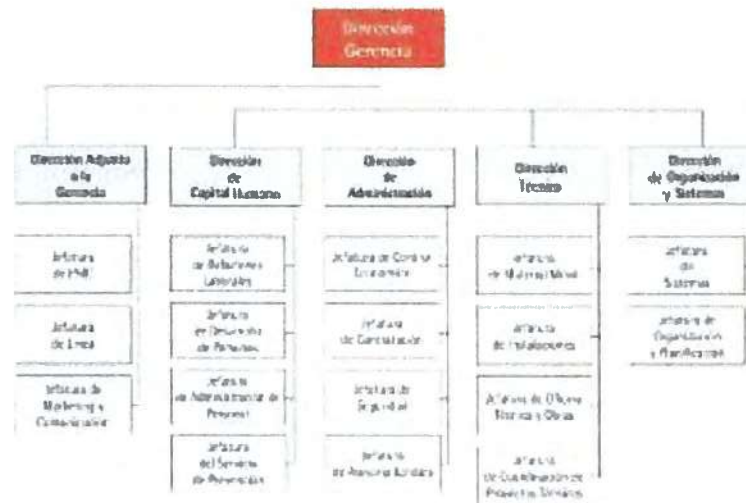 Dirección
Gerencia
Dirección Adjunta
a la
Gerencia
Dirección
de
Capital Humano
Dirección
de
Administración
Dirección
Técnica
Dirección
de Organización
y Sistemas
Jefatura
de Línea
Jefatura de
Marketing y
Comunicación
Jefatura
de Relaciones
Laborales
Jefatura
de Desarrollo
de Personas
Jefatura
de Administración de
Personal
Jefatura
del Servicio
de Prevención
Jefatura de Control
Económico
Jefatura
de Contratación
Jefatura de
Seguridad
Jefatura
de Asesoría Jurídica
Jefatura
de Material Móvil
Jefatura
de Instalaciones
Jefatura de Oficina
Técnica y Obras
Jefatura
de Coordinación de
Proyectos Técnicos
Jefatura
de
Sistemas
Jefatura de
Organización
y Planificación